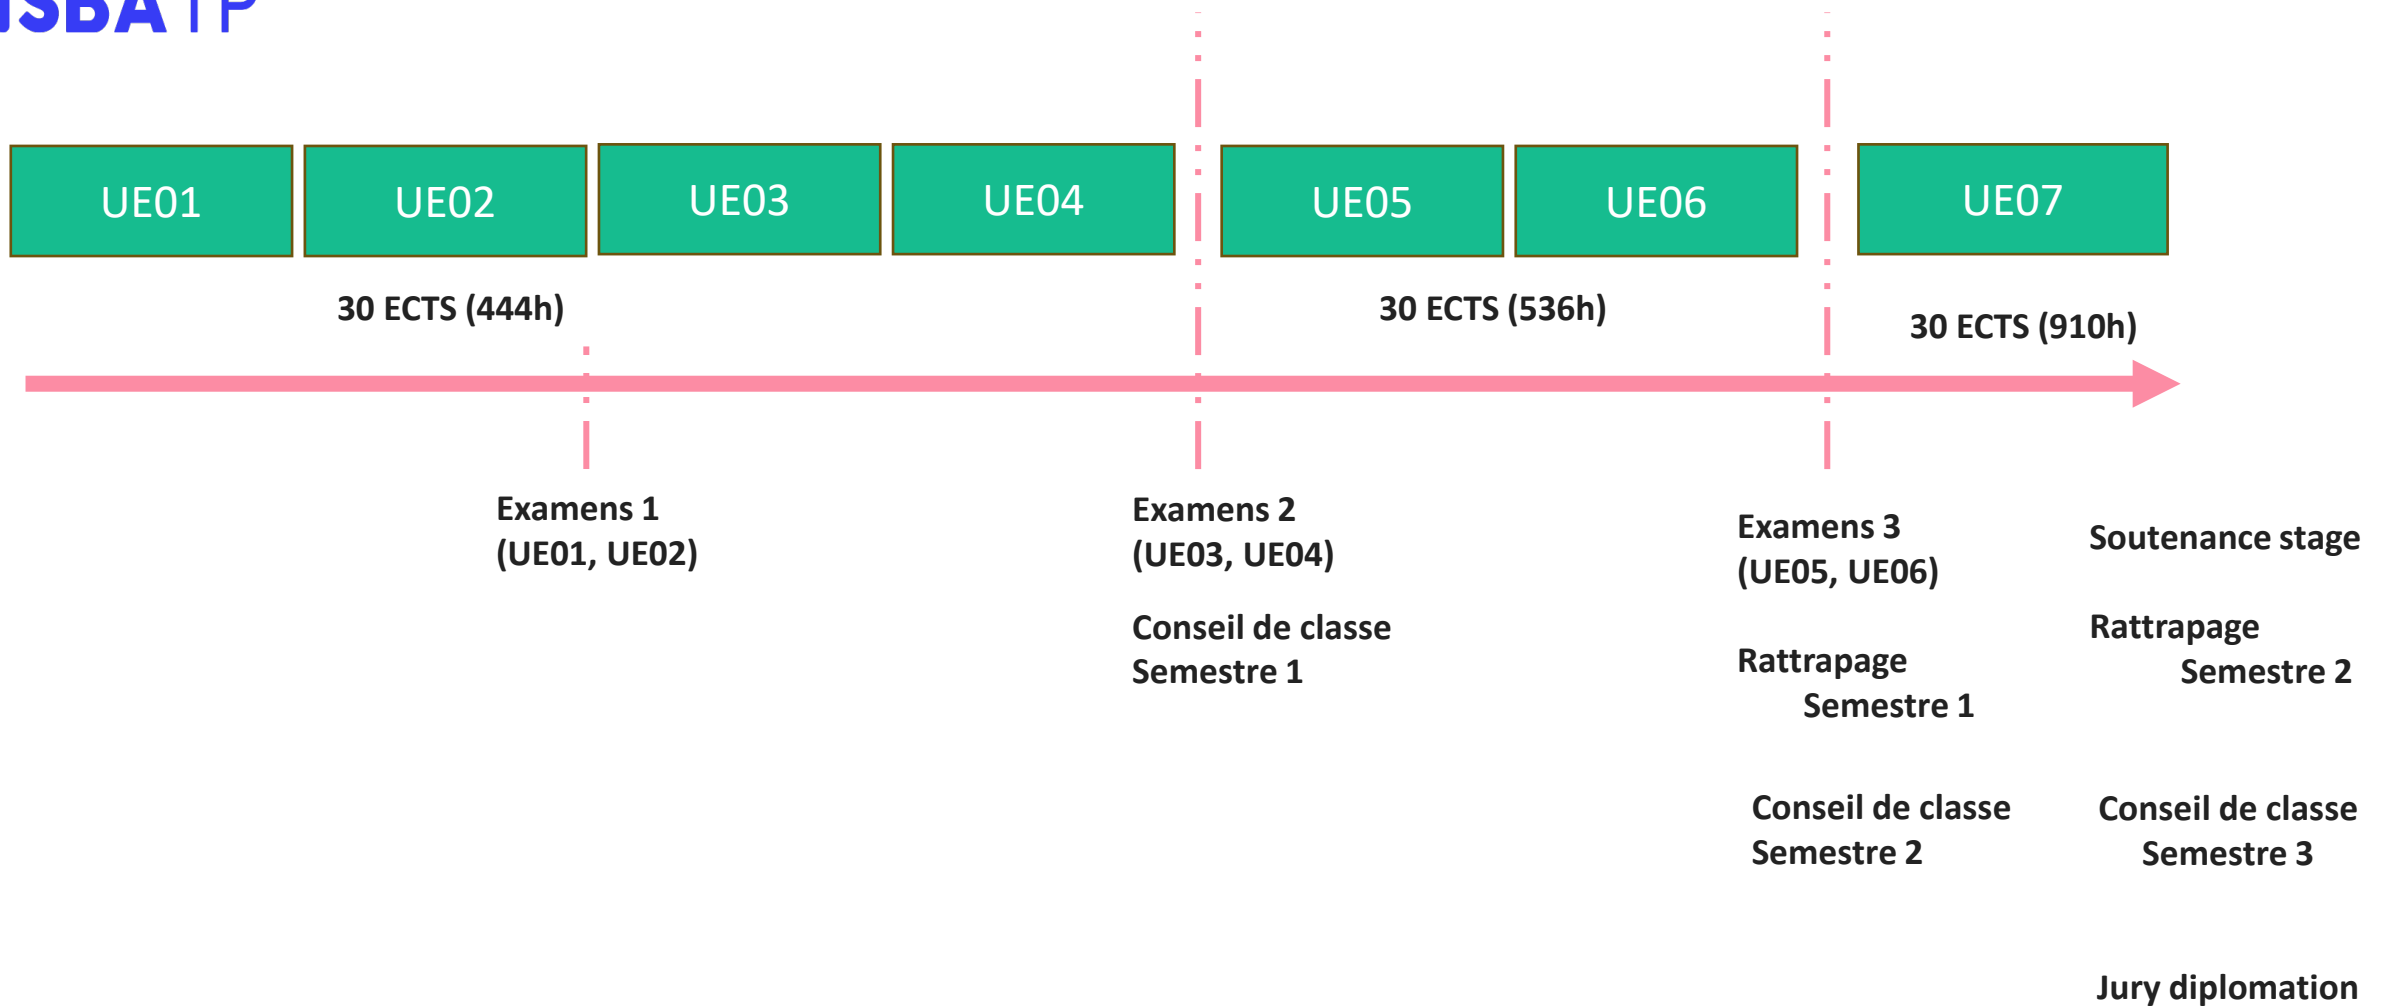 TP
UE01
UE02
UE03
UE04
UE05
UE06
UE07
30 ECTS (444h)
30 ECTS (536h)
30 ECTS (910h)
Examens 1
(UE01, UE02)
Examens 2
(UE03, UE04)
Conseil de classe
Semestre 1
Examens 3
(UE05, UE06)
Rattrapage
Semestre 1
Conseil de classe
Semestre 2
Soutenance stage
Rattrapage
Semestre 2
Conseil de classe
Semestre 3
Jury diplomation